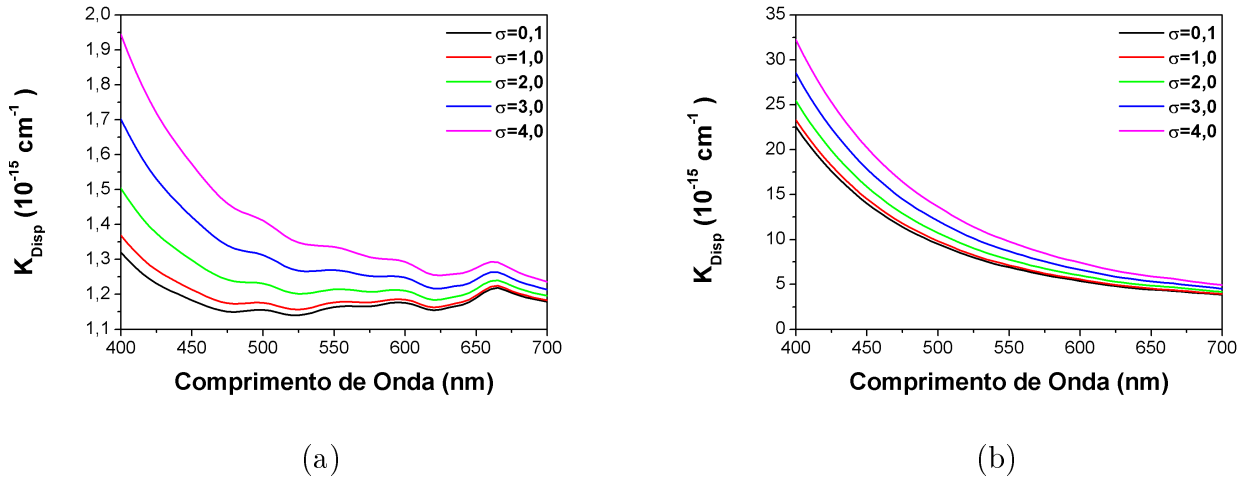 2,0
1,9
1,8
1,7
1,6
1,5
1,4
1,3
1,2
1,1
K_Disp (10^-15 cm^-1)
400 450 500 550 600 650 700
Comprimento de Onda (nm)
σ=0,1
σ=1,0
σ=2,0
σ=3,0
σ=4,0
(a)
35
30
25
20
15
10
5
0
K_Disp (10^-15 cm^-1)
400 450 500 550 600 650 700
Comprimento de Onda (nm)
σ=0,1
σ=1,0
σ=2,0
σ=3,0
σ=4,0
(b)